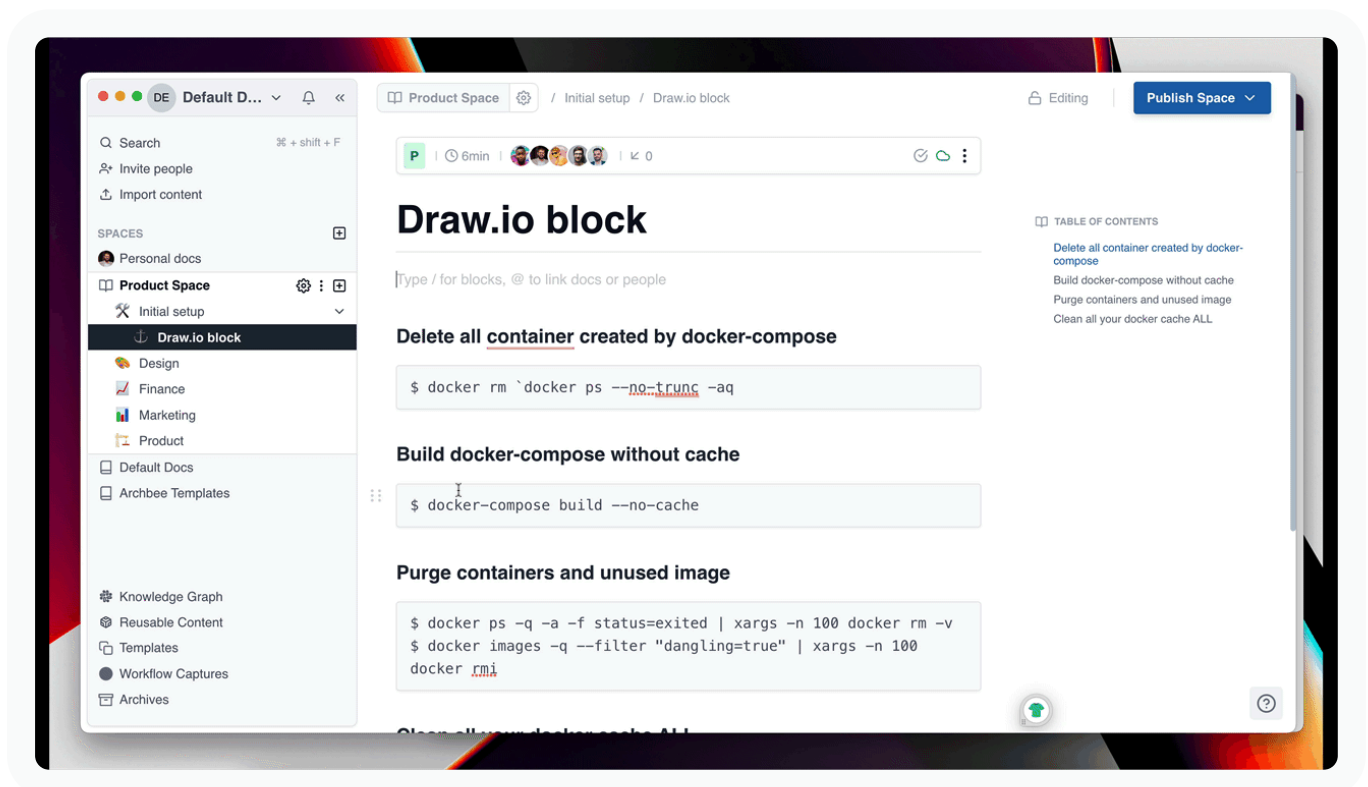 DE Default D...
Search ⌘ + shift + F
Invite people
Import content
SPACES
Personal docs
Product Space
Initial setup
Draw.io block
Design
Finance
Marketing
Product
Default Docs
Archbee Templates
Knowledge Graph
Reusable Content
Templates
Workflow Captures
Archives
Product Space / Initial setup / Draw.io block
Editing
Publish Space
P 6min 0
Draw.io block
Type / for blocks, @ to link docs or people
Delete all container created by docker-compose
$ docker rm `docker ps --no-trunc -aq
Build docker-compose without cache
$ docker-compose build --no-cache
Purge containers and unused image
$ docker ps -q -a -f status=exited | xargs -n 100 docker rm -v
$ docker images -q --filter "dangling=true" | xargs -n 100
docker rmi
Clean all your docker cache ALL
TABLE OF CONTENTS
Delete all container created by docker-
compose
Build docker-compose without cache
Purge containers and unused image
Clean all your docker cache ALL